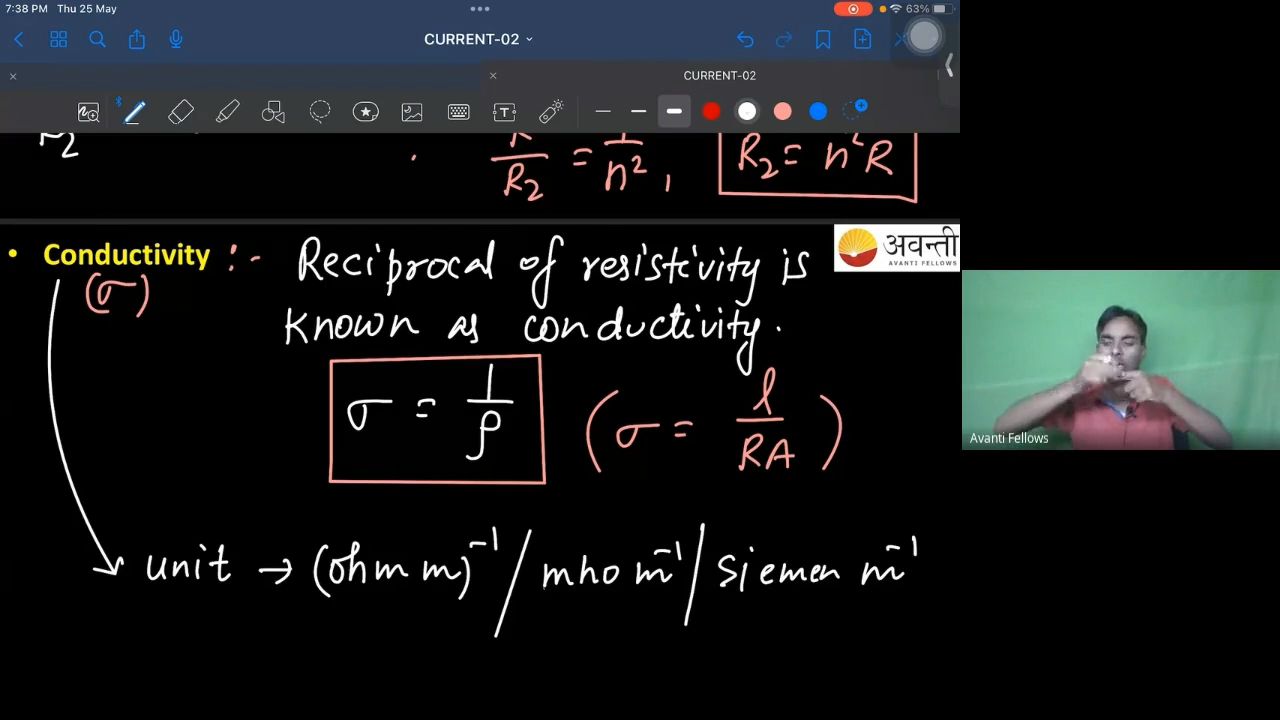 7:38 PM Thu 25 May
63%
CURRENT-02
CURRENT-02
R₂
R/R₂ = 1/n², R₂ = n²R
• Conductivity :- Reciprocal of resistivity is
(σ) known as conductivity.
अवन्ती
AVANTI FELLOWS
σ = 1/ρ (σ = l/RA)
unit → (ohm m)⁻¹ / mho m⁻¹ / siemen m⁻¹
Avanti Fellows